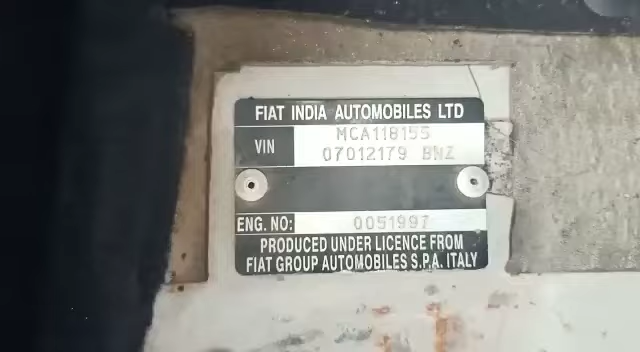 FIAT INDIA AUTOMOBILES LTD
VIN
MCA118155
07012179 BNZ
ENG. NO: 0051997
PRODUCED UNDER LICENCE FROM
FIAT GROUP AUTOMOBILES S.P.A. ITALY